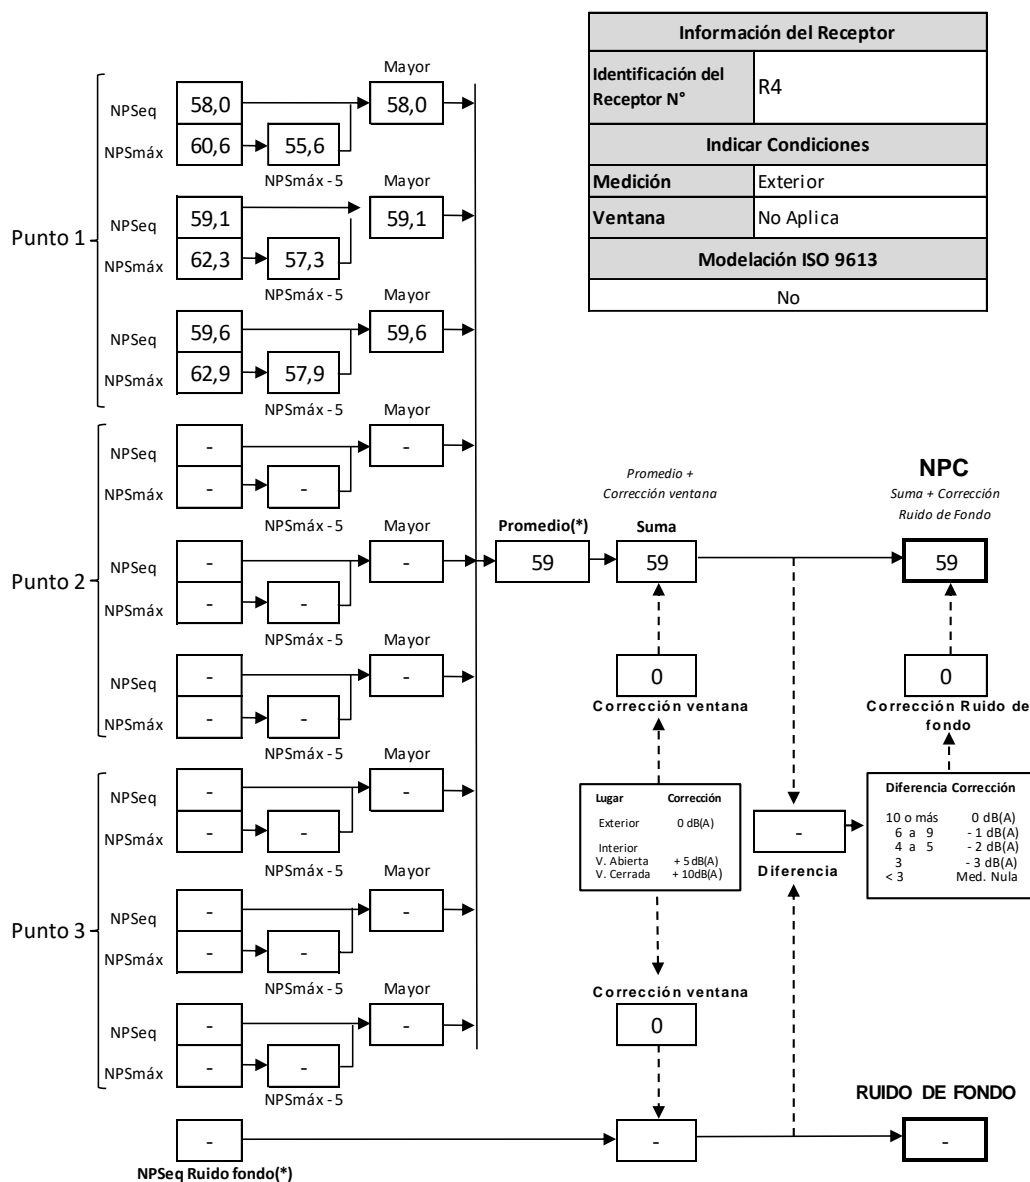 Información del Receptor
Identificación del Receptor N° R4
Indicar Condiciones
Medición Exterior
Ventana No Aplica
Modelación ISO 9613
No
Punto 1
Mayor
NPSeq 58,0 58,0
NPSmáx 60,6 55,6
NPSmáx - 5
Mayor
NPSeq 59,1 59,1
NPSmáx 62,3 57,3
NPSmáx - 5
Mayor
NPSeq 59,6 59,6
NPSmáx 62,9 57,9
NPSmáx - 5
Punto 2
Mayor
NPSeq - -
NPSmáx - -
NPSmáx - 5
Mayor
NPSeq - -
NPSmáx - -
NPSmáx - 5
Mayor
NPSeq - -
NPSmáx - -
NPSmáx - 5
Punto 3
Mayor
NPSeq - -
NPSmáx - -
NPSmáx - 5
Mayor
NPSeq - -
NPSmáx - -
NPSmáx - 5
Mayor
NPSeq - -
NPSmáx - -
NPSmáx - 5
-
NPSeq Ruido fondo(*)
Promedio(*)
59
Promedio +
Corrección ventana
Suma
59
0
Corrección ventana
Lugar Corrección
Exterior 0 dB(A)
Interior
V. Abierta + 5 dB(A)
V. Cerrada + 10dB(A)
Corrección ventana
0
-
-
Diferencia
NPC
Suma + Corrección
Ruido de Fondo
59
0
Corrección Ruido de
fondo
Diferencia Corrección
10 o más 0 dB(A)
6 a 9 - 1 dB(A)
4 a 5 - 2 dB(A)
3 - 3 dB(A)
< 3 Med. Nula
RUIDO DE FONDO
-